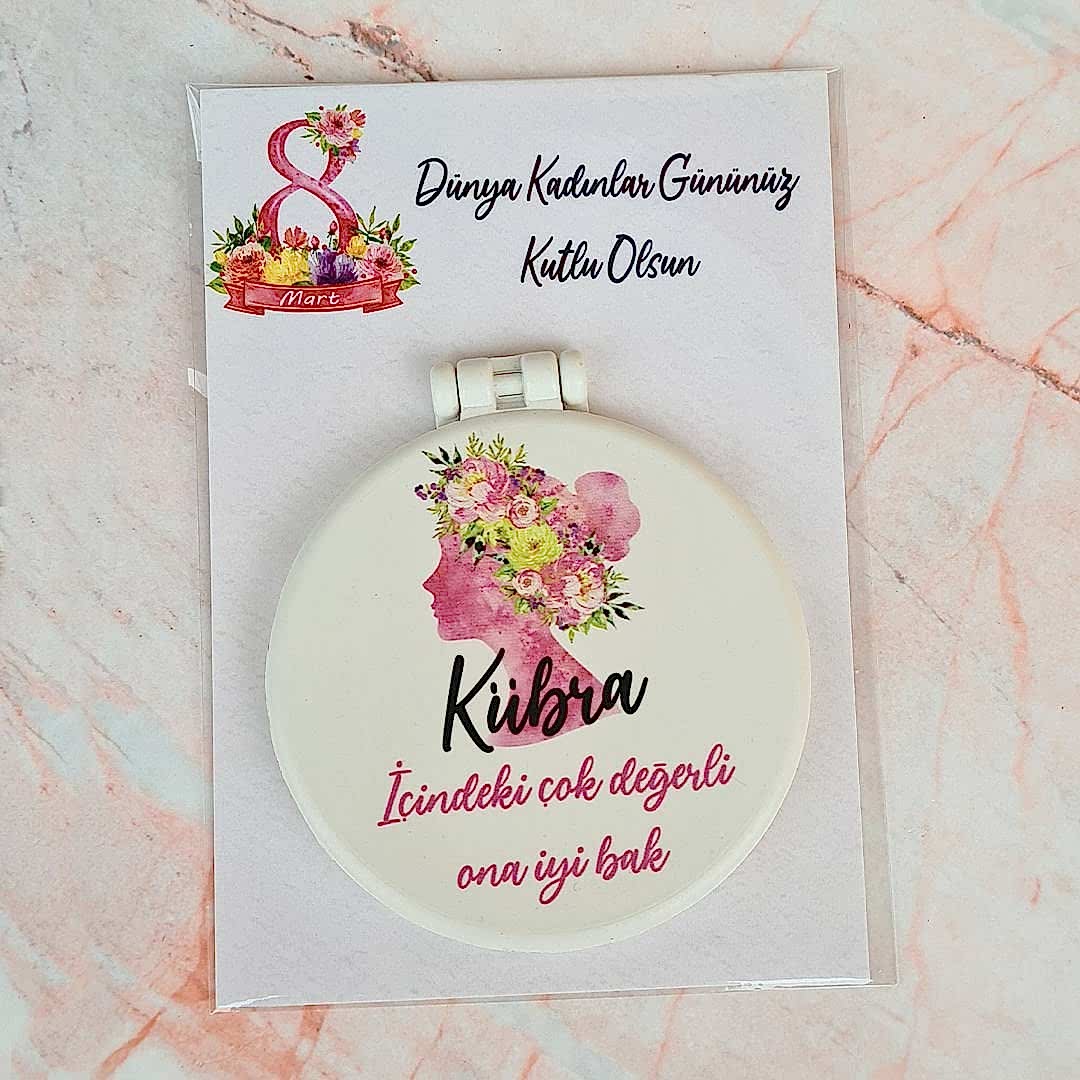 8
Mart
Dünya Kadınlar Gününüz
Kutlu Olsun
Kübra
İçindeki çok değerli
ona iyi bak